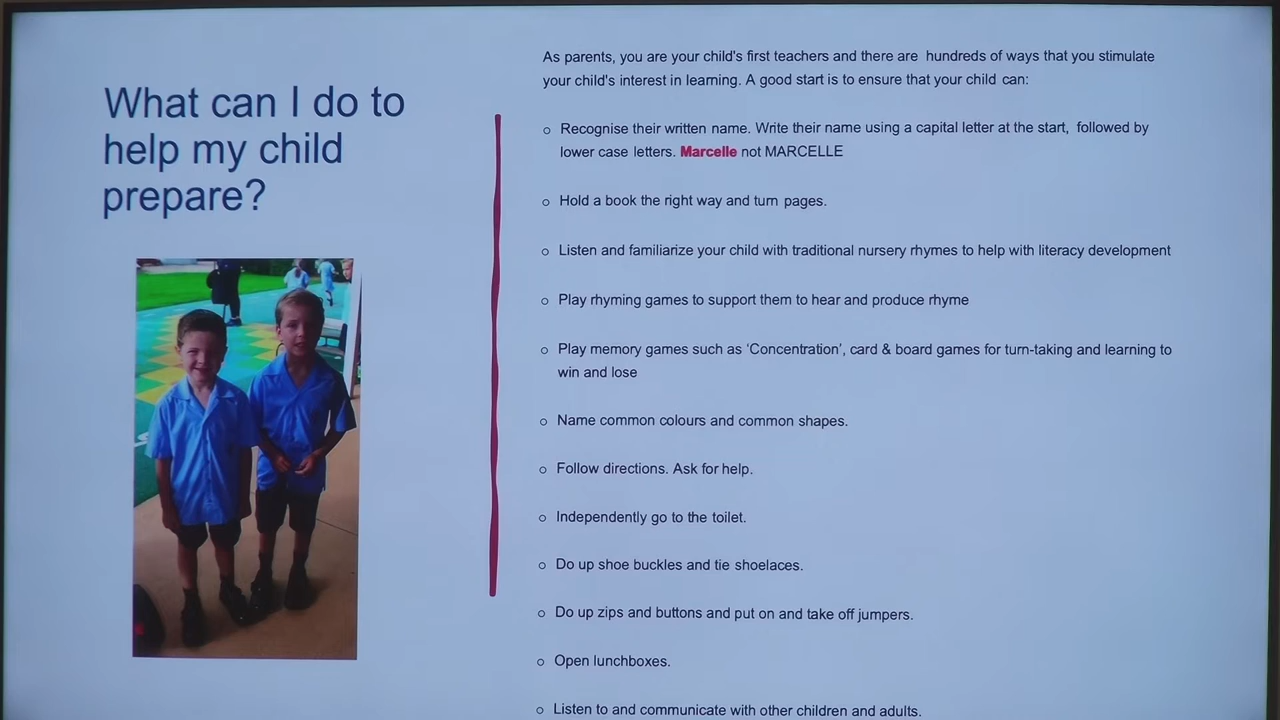 What can I do to
help my child
prepare?
As parents, you are your child's first teachers and there are hundreds of ways that you stimulate
your child's interest in learning. A good start is to ensure that your child can:
Recognise their written name. Write their name using a capital letter at the start, followed by
lower case letters. Marcelle not MARCELLE
Hold a book the right way and turn pages.
Listen and familiarize your child with traditional nursery rhymes to help with literacy development
Play rhyming games to support them to hear and produce rhyme
Play memory games such as ‘Concentration’, card & board games for turn-taking and learning to
win and lose
Name common colours and common shapes.
Follow directions. Ask for help.
Independently go to the toilet.
Do up shoe buckles and tie shoelaces.
Do up zips and buttons and put on and take off jumpers.
Open lunchboxes.
Listen to and communicate with other children and adults.